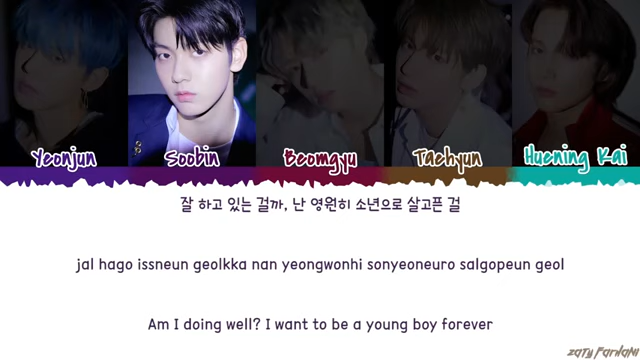 Yeonjun Soobin Beomgyu Taehyun Huening Kai
잘 하고 있는 걸까, 난 영원히 소년으로 살고픈 걸
jal hago issneun geolkka nan yeongwonhi sonyeoneuro salgopeun geol
Am I doing well? I want to be a young boy forever
ZaTy FarHaNi